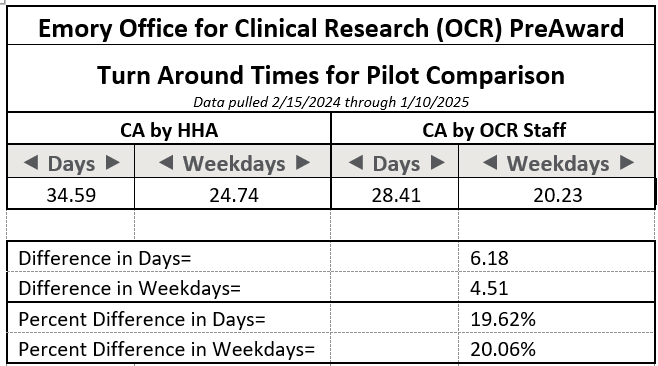 Emory Office for Clinical Research (OCR) PreAward
Turn Around Times for Pilot Comparison
Data pulled 2/15/2024 through 1/10/2025
CA by HHA CA by OCR Staff
◄ Days ► ◄ Weekdays ► ◄ Days ► ◄ Weekdays ►
34.59 24.74 28.41 20.23
Difference in Days= 6.18
Difference in Weekdays= 4.51
Percent Difference in Days= 19.62%
Percent Difference in Weekdays= 20.06%